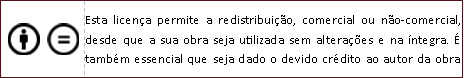 Esta licença permite a redistribuição, comercial ou não-comercial,
desde que a sua obra seja utilizada sem alterações e na íntegra. É
também essencial que seja dado o devido crédito ao autor da obra